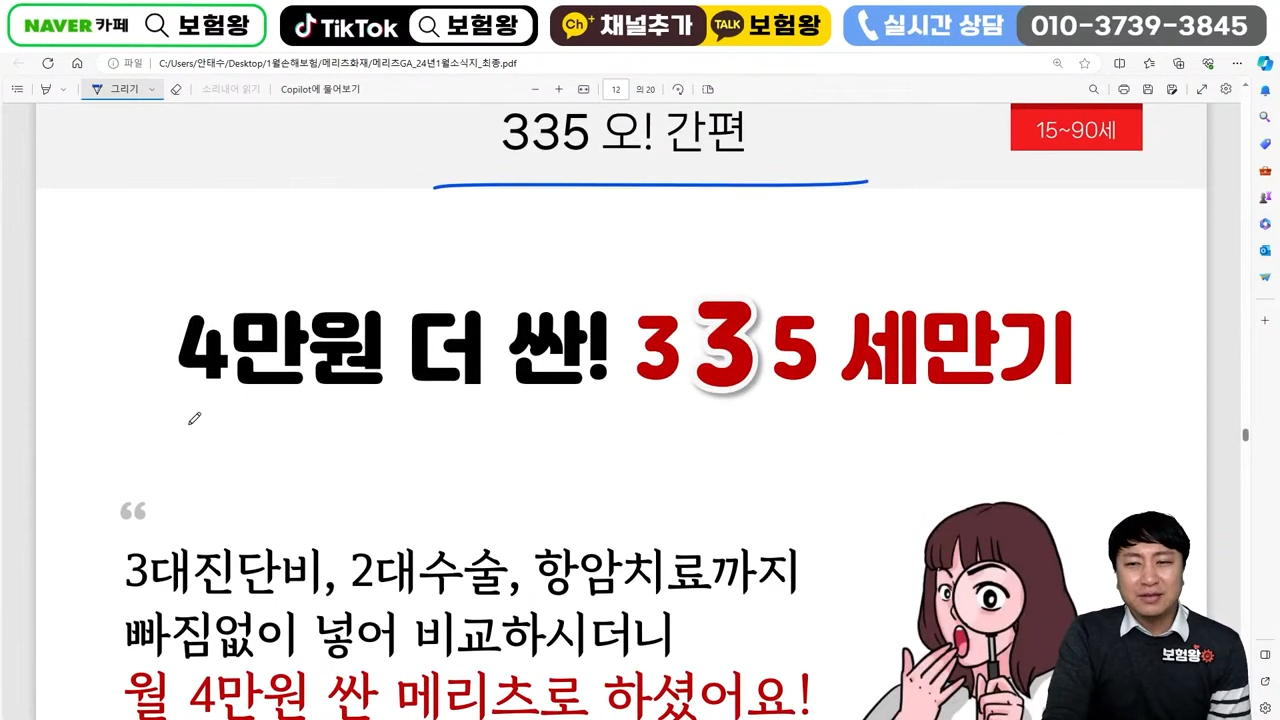 NAVER 카페 보험왕
TikTok 보험왕
Ch+ 채널추가 TALK 보험왕
실시간 상담 010-3739-3845
파일 C:/Users/안태수/Desktop/1월손해보험/메리츠화재/메리츠GA_24년1월소식지_최종.pdf
그리기 소리내어 읽기 Copilot에 물어보기 12 의 20
335 오! 간편
15~90세
4만원 더 싼! 335 세만기
“
3대진단비, 2대수술, 항암치료까지
빠짐없이 넣어 비교하시더니
월 4만원 싼 메리츠로 하셨어요!
보험왕